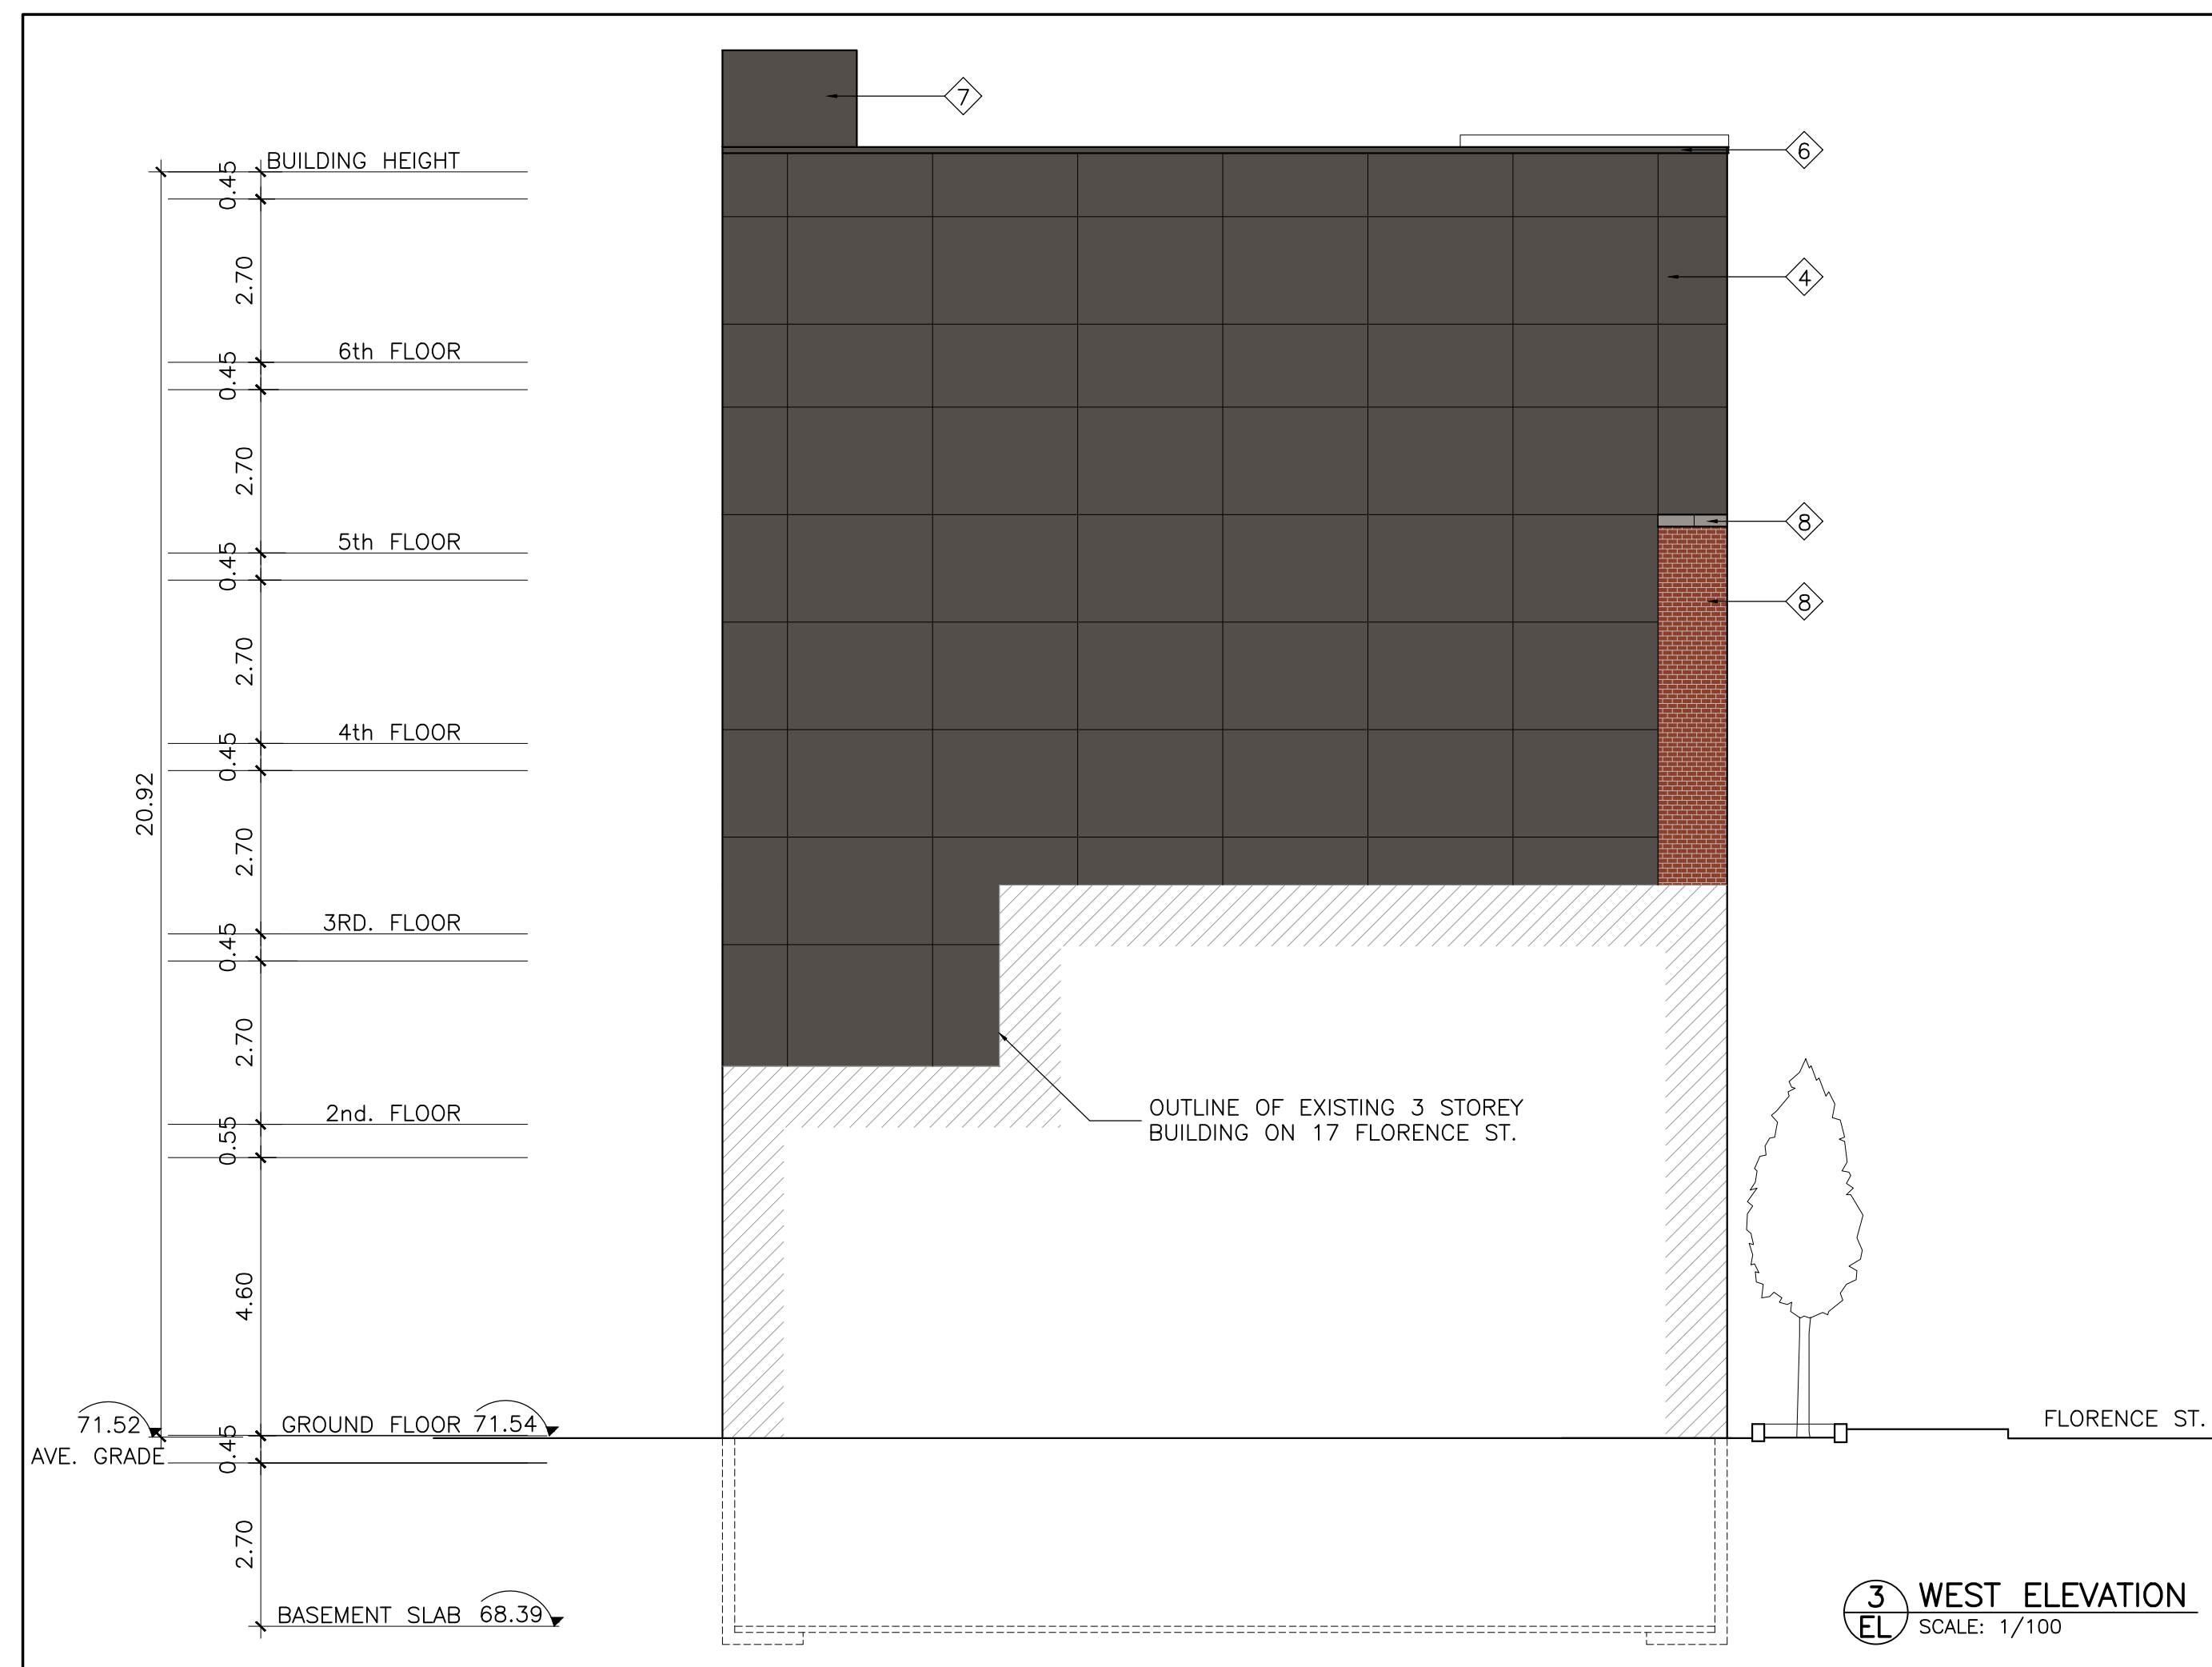 7
6
BUILDING HEIGHT
0.45
2.70
4
6th FLOOR
0.45
2.70
8
5th FLOOR
0.45
8
2.70
4th FLOOR
0.45
20.92
2.70
3RD. FLOOR
0.45
2.70
2nd. FLOOR
0.55
OUTLINE OF EXISTING 3 STOREY
BUILDING ON 17 FLORENCE ST.
4.60
71.52
AVE. GRADE
GROUND FLOOR 71.54
0.45
FLORENCE ST.
2.70
BASEMENT SLAB 68.39
3
EL
WEST ELEVATION
SCALE: 1/100